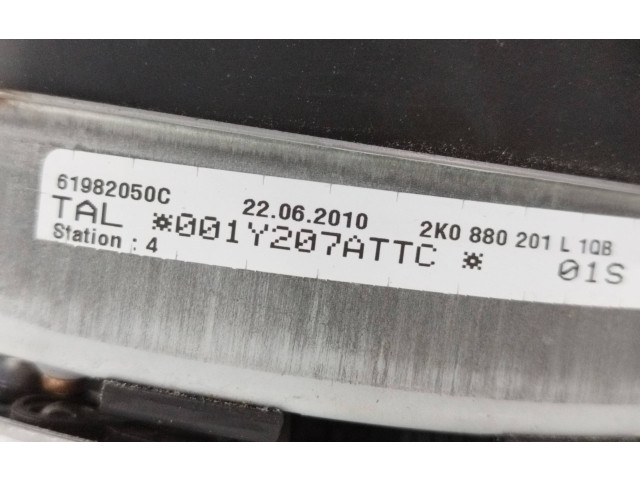 61982050C 22.06.2010 2K0 880 201 L 1QB
TAL *001Y207ATTC * 01S
Station : 4